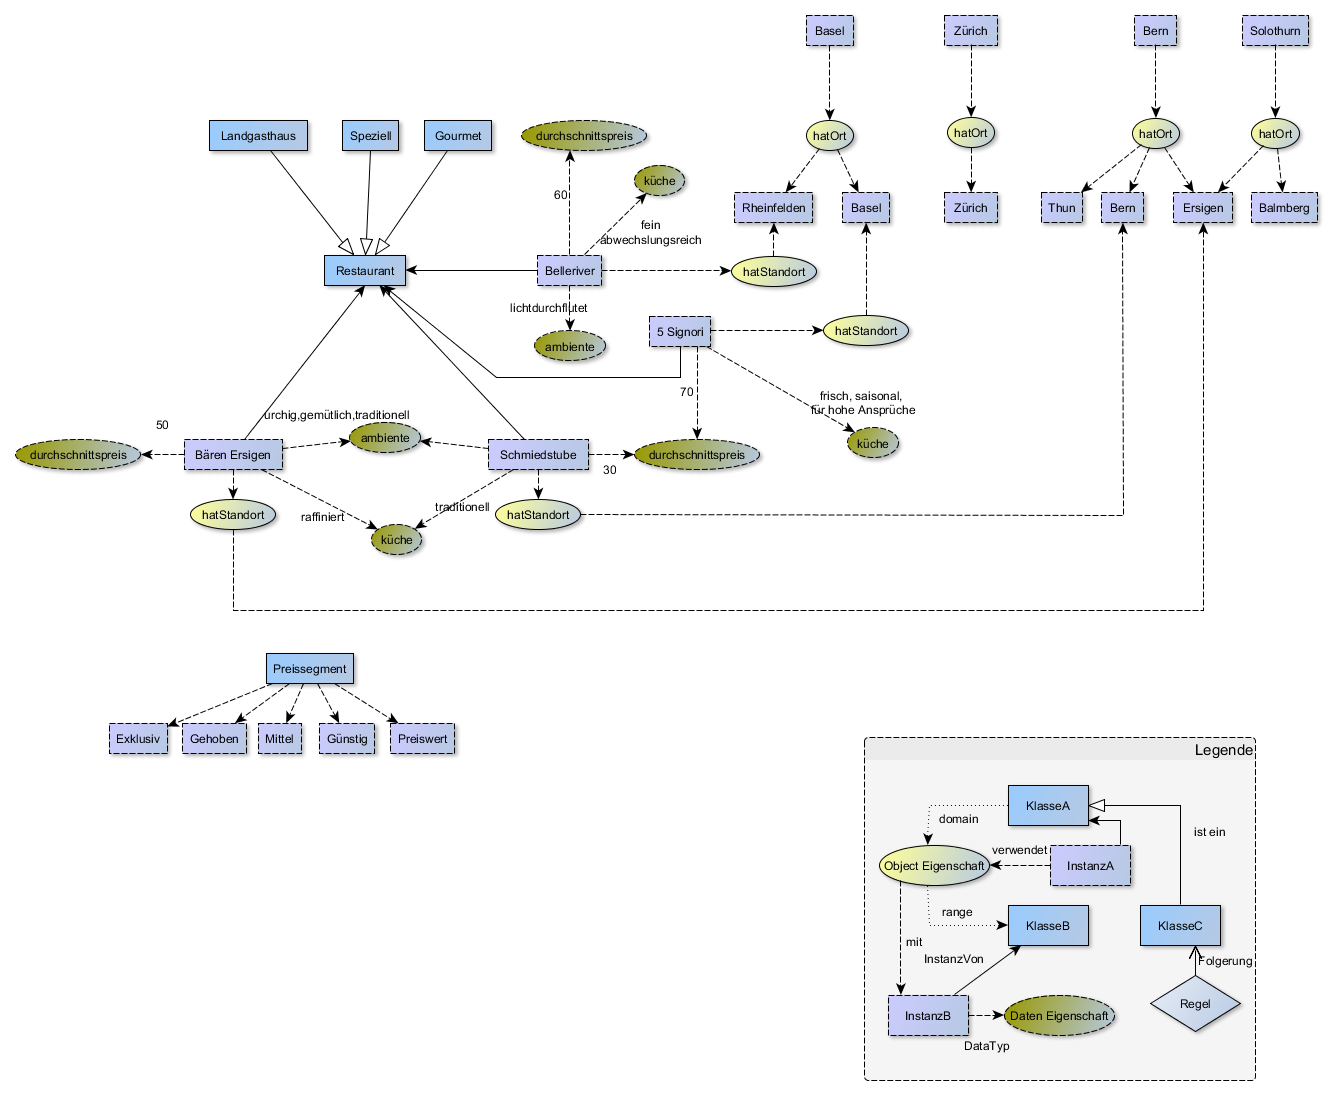 Basel
Zürich
Bern
Solothurn
Landgasthaus
Speziell
Gourmet
durchschnittspreis
hatOrt
hatOrt
hatOrt
hatOrt
küche
60
Rheinfelden
Basel
Zürich
Thun
Bern
Ersigen
Balmberg
fein
abwechslungsreich
Restaurant
Belleriver
hatStandort
lichtdurchflutet
ambiente
5 Signori
hatStandort
70
frisch, saisonal,
für hohe Ansprüche
urchig,gemütlich,traditionell
50
ambiente
küche
durchschnittspreis
Bären Ersigen
Schmiedstube
durchschnittspreis
30
hatStandort
raffiniert
traditionell
hatStandort
küche
Preissegment
Exklusiv
Gehoben
Mittel
Günstig
Preiswert
Legende
KlasseA
domain
ist ein
verwendet
Object Eigenschaft
InstanzA
range
KlasseB
KlasseC
mit
InstanzVon
Folgerung
Regel
InstanzB
Daten Eigenschaft
DataTyp